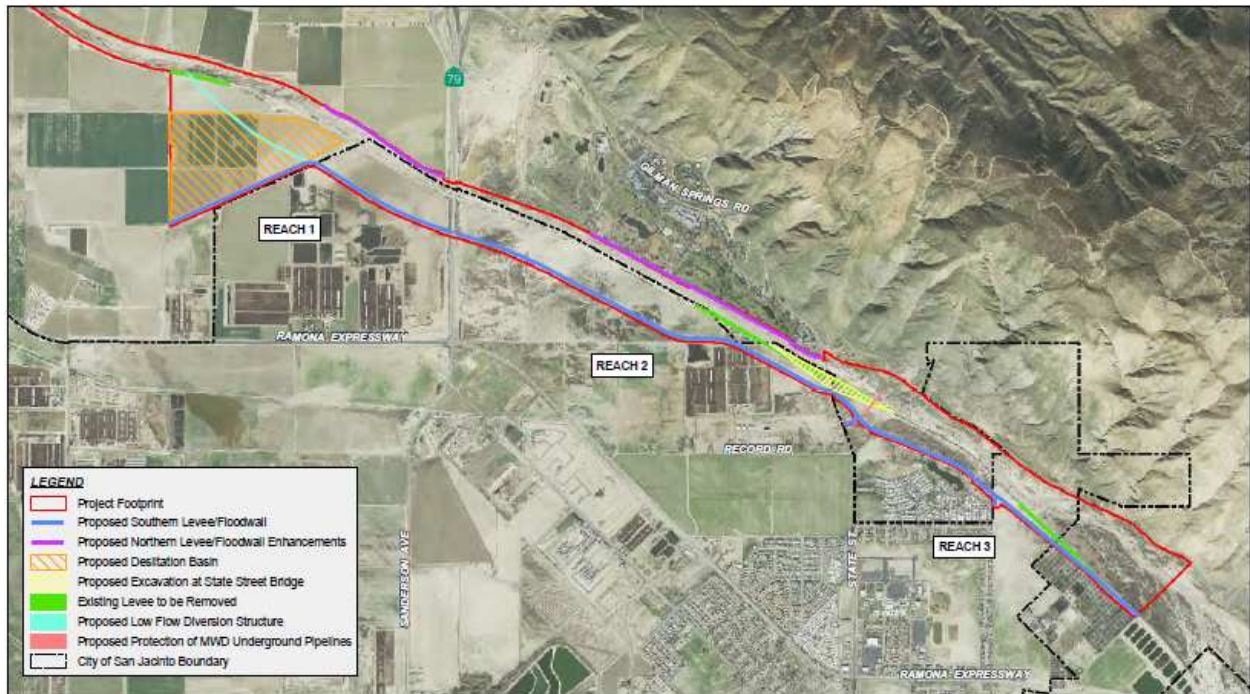 79
GILMAN SPRINGS RD
REACH 1
RAMONA EXPRESSWAY
REACH 2
RECORD RD
LEGEND
Project Footprint
Proposed Southern Levee/Floodwall
Proposed Northern Levee/Floodwall Enhancements
Proposed Desiltation Basin
Proposed Excavation at State Street Bridge
Existing Levee to be Removed
Proposed Low Flow Diversion Structure
Proposed Protection of MWD Underground Pipelines
City of San Jacinto Boundary
SANDERSON AVE
STATE ST
REACH 3
RAMONA EXPRESSWAY